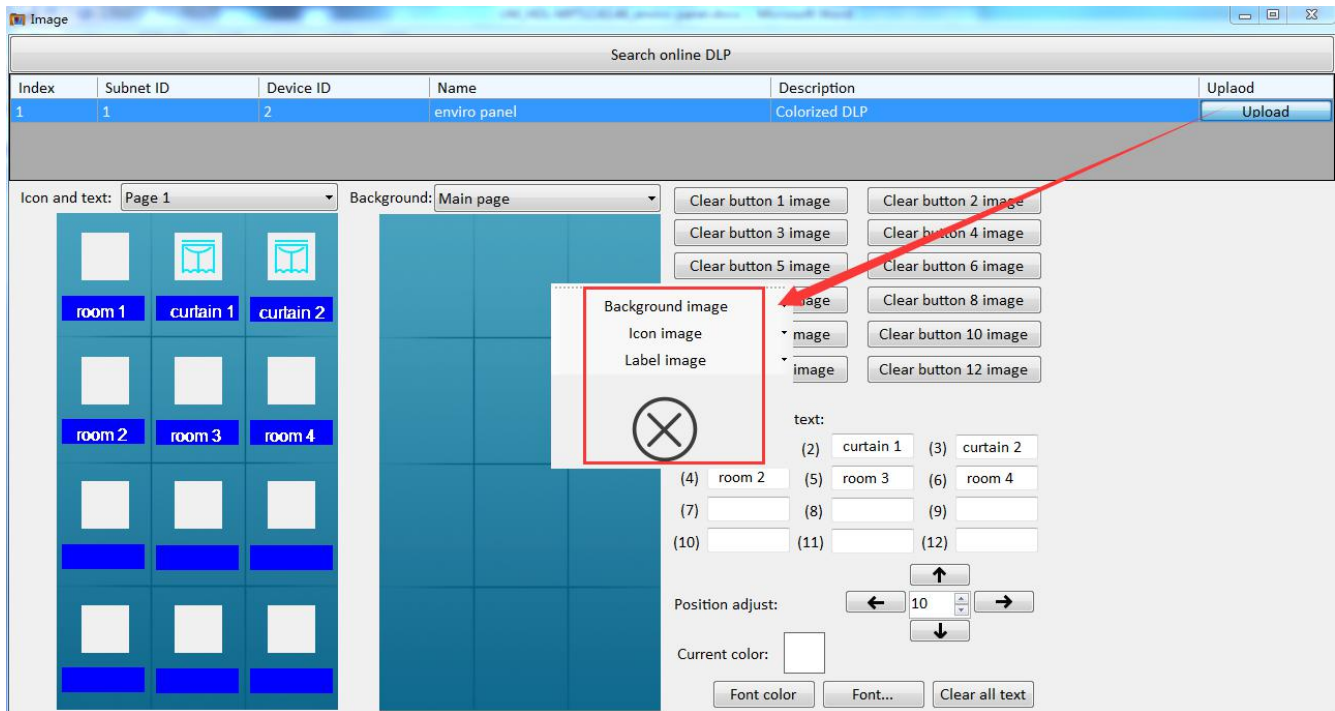 Image
Search online DLP
Index Subnet ID Device ID Name Description Uplaod
1 1 2 enviro panel Colorized DLP Upload
Icon and text: Page 1 Background: Main page
Clear button 1 image Clear button 2 image
Clear button 3 image Clear button 4 image
Clear button 5 image Clear button 6 image
image Clear button 8 image
image Clear button 10 image
image Clear button 12 image
Background image
Icon image
Label image
room 1 curtain 1 curtain 2
room 2 room 3 room 4
text:
(2) curtain 1 (3) curtain 2
(4) room 2 (5) room 3 (6) room 4
(7) (8) (9)
(10) (11) (12)
Position adjust: 10
Current color:
Font color Font... Clear all text